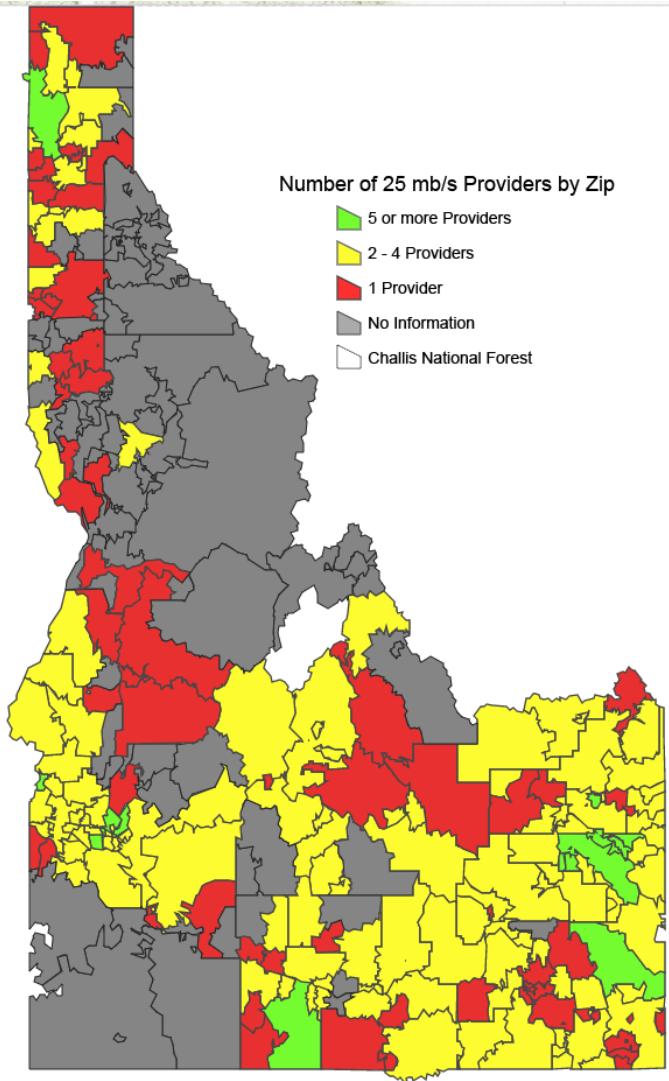 Number of 25 mb/s Providers by Zip
5 or more Providers
2 - 4 Providers
1 Provider
No Information
Challis National Forest